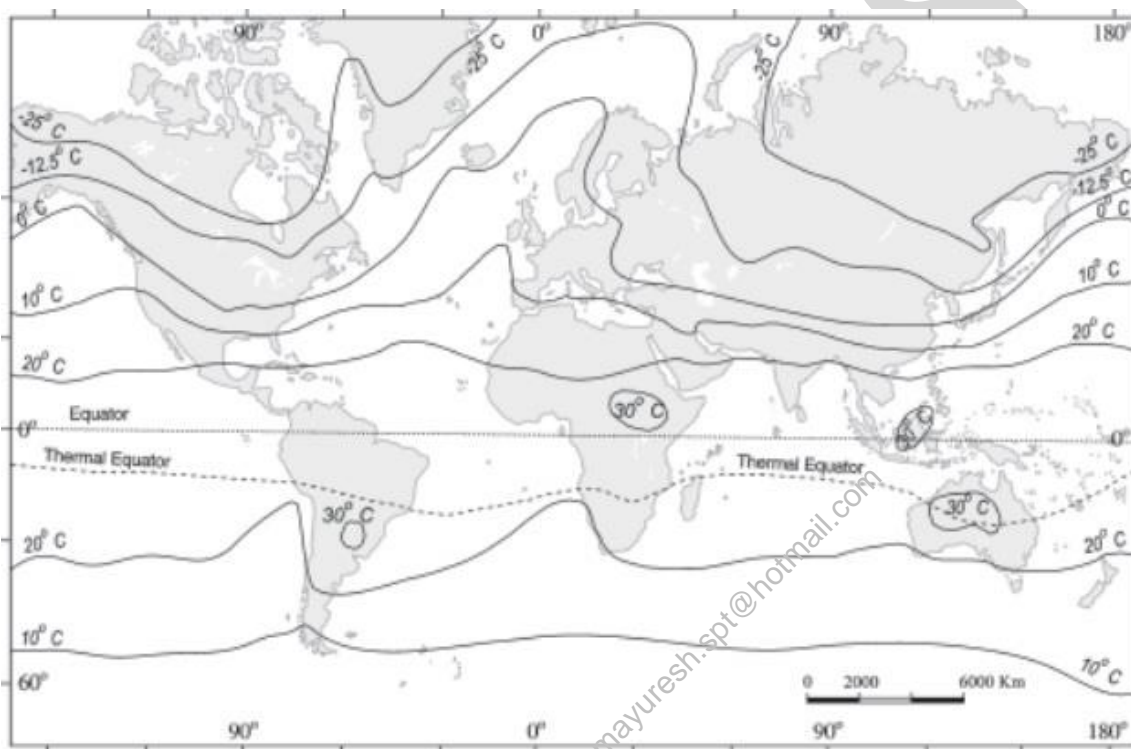 90° 0° 90° 180°
-25° C
-25° C
-25° C
-25° C
-12.5° C
-12.5° C
0° C
0° C
10° C
10° C
20° C
20° C
30° C
Equator
0° 0°
Thermal Equator
Thermal Equator
30° C
30° C
20° C
20° C
10° C
10° C
60°
0 2000 6000 Km
90° 0° 90° 180°
mayuresh.spt@hotmail.com